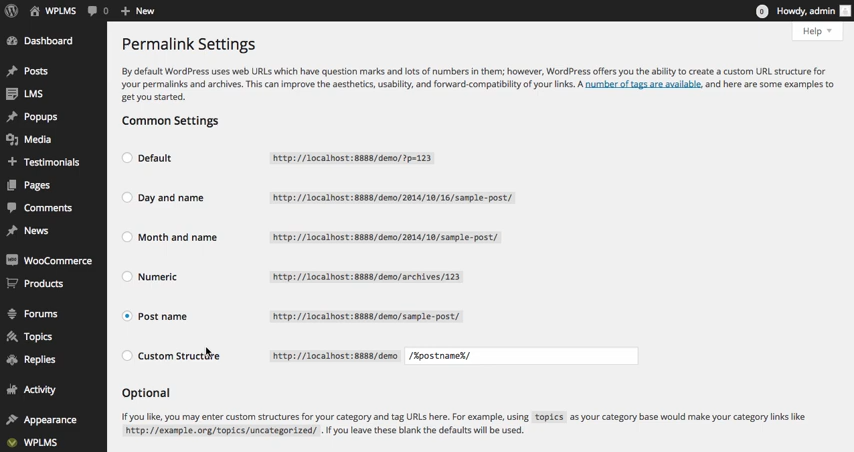 WPLMS 0 New 0 Howdy, admin
Help
Dashboard
Posts
LMS
Popups
Media
Testimonials
Pages
Comments
News
WooCommerce
Products
Forums
Topics
Replies
Activity
Appearance
WPLMS
Permalink Settings
By default WordPress uses web URLs which have question marks and lots of numbers in them; however, WordPress offers you the ability to create a custom URL structure for
your permalinks and archives. This can improve the aesthetics, usability, and forward-compatibility of your links. A number of tags are available, and here are some examples to
get you started.
Common Settings
Default http://localhost:8888/demo/?p=123
Day and name http://localhost:8888/demo/2014/10/16/sample-post/
Month and name http://localhost:8888/demo/2014/10/sample-post/
Numeric http://localhost:8888/demo/archives/123
Post name http://localhost:8888/demo/sample-post/
Custom Structure http://localhost:8888/demo /%postname%/
Optional
If you like, you may enter custom structures for your category and tag URLs here. For example, using topics as your category base would make your category links like
http://example.org/topics/uncategorized/ . If you leave these blank the defaults will be used.